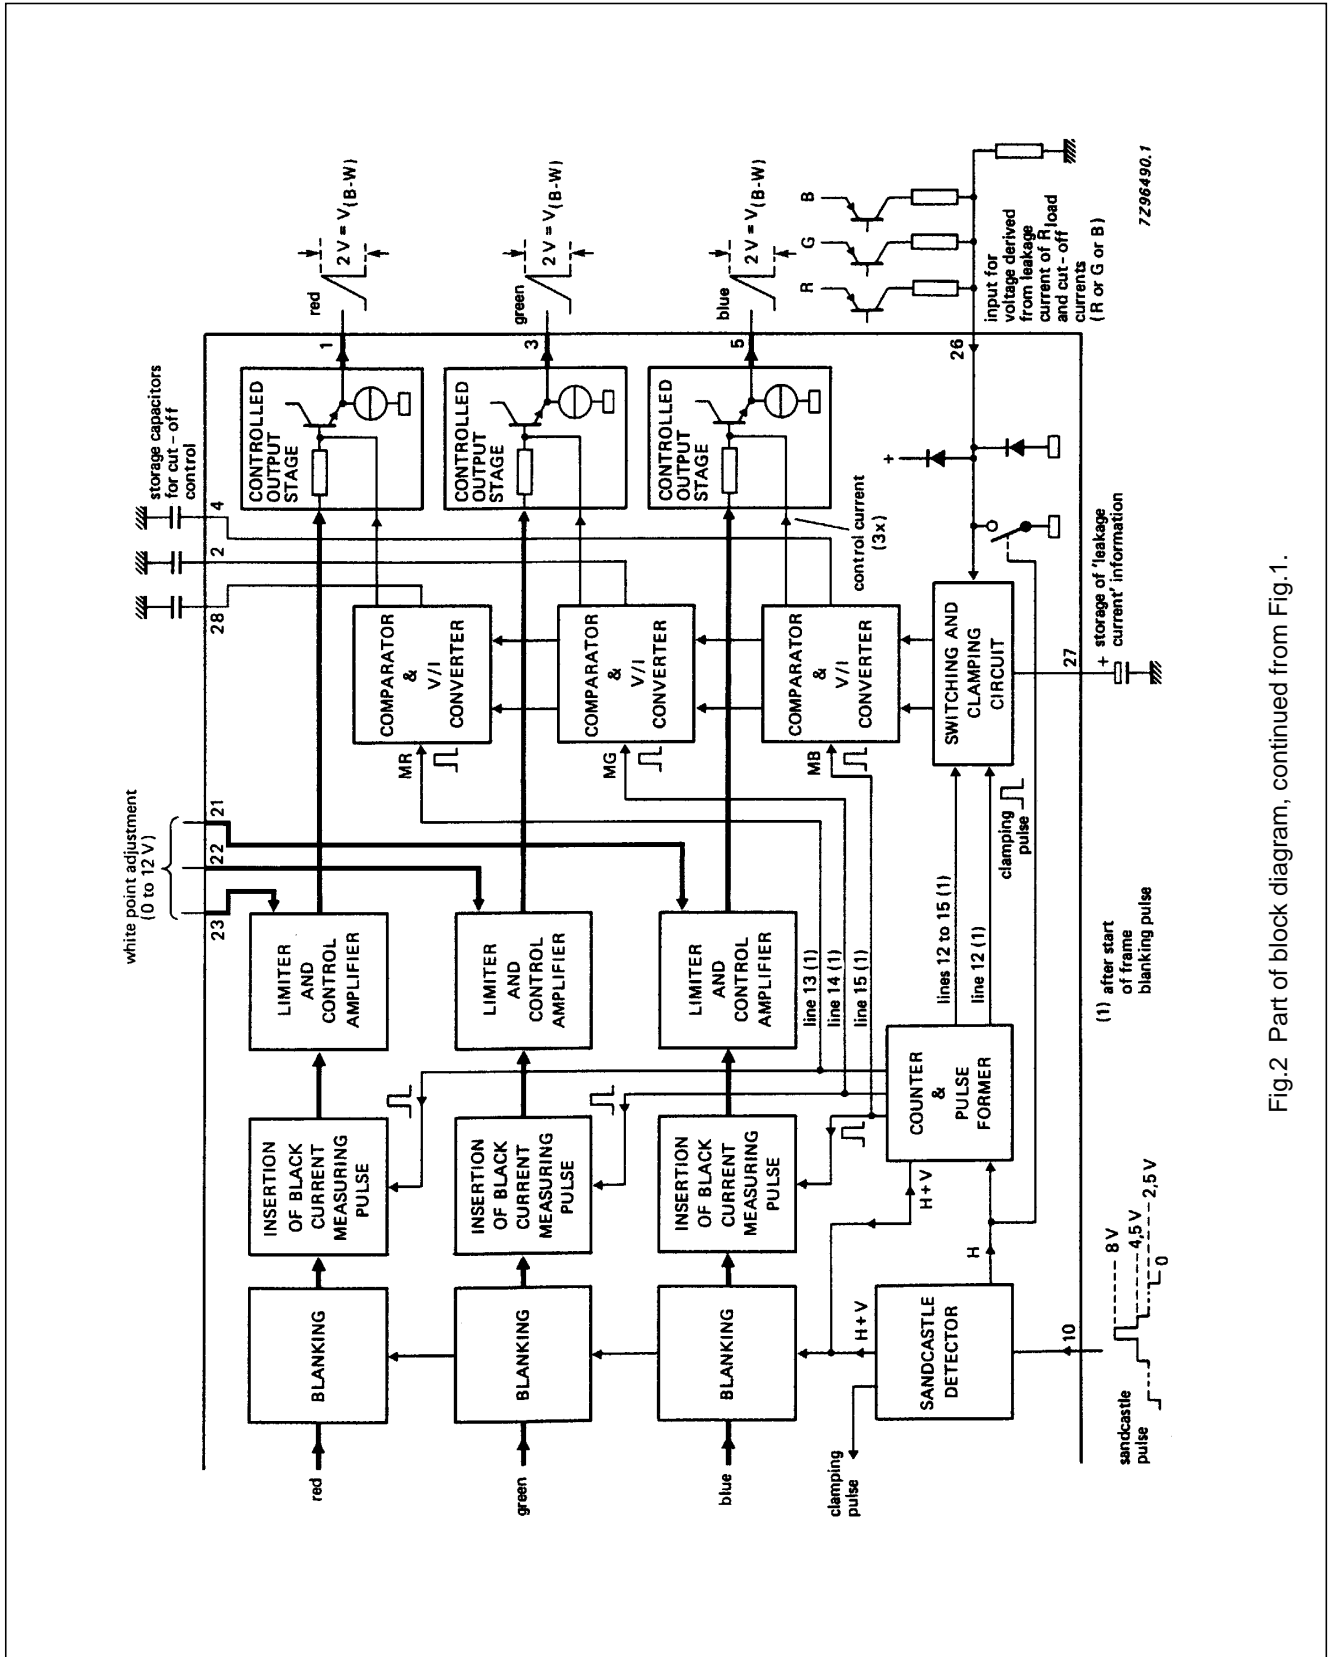 white point adjustment
(0 to 12 V)
23
22
21
28
2
4
storage capacitors
for cut-off
control
red
BLANKING
INSERTION
OF BLACK
CURRENT
MEASURING
PULSE
LIMITER
AND
CONTROL
AMPLIFIER
COMPARATOR
&
V/I
CONVERTER
MR
CONTROLLED
OUTPUT
STAGE
1
red
2 V = V(B-W)
green
BLANKING
INSERTION
OF BLACK
CURRENT
MEASURING
PULSE
LIMITER
AND
CONTROL
AMPLIFIER
COMPARATOR
&
V/I
CONVERTER
MG
CONTROLLED
OUTPUT
STAGE
3
green
2 V = V(B-W)
blue
BLANKING
INSERTION
OF BLACK
CURRENT
MEASURING
PULSE
LIMITER
AND
CONTROL
AMPLIFIER
COMPARATOR
&
V/I
CONVERTER
MB
CONTROLLED
OUTPUT
STAGE
5
blue
2 V = V(B-W)
line 13 (1)
line 14 (1)
line 15 (1)
control current
(3x)
R
G
B
clamping
pulse
H+V
H+V
SANDCASTLE
DETECTOR
H
COUNTER
&
PULSE
FORMER
lines 12 to 15 (1)
line 12 (1)
clamping
pulse
SWITCHING AND
CLAMPING
CIRCUIT
+
26
input for
voltage derived
from leakage
current of Rload
and cut-off
currents
(R or G or B)
10
27
sandcastle
pulse
8 V
4,5 V
2,5 V
0
(1) after start
of frame
blanking pulse
+
storage of 'leakage
current' information
7Z96490.1
Fig.2 Part of block diagram, continued from Fig.1.